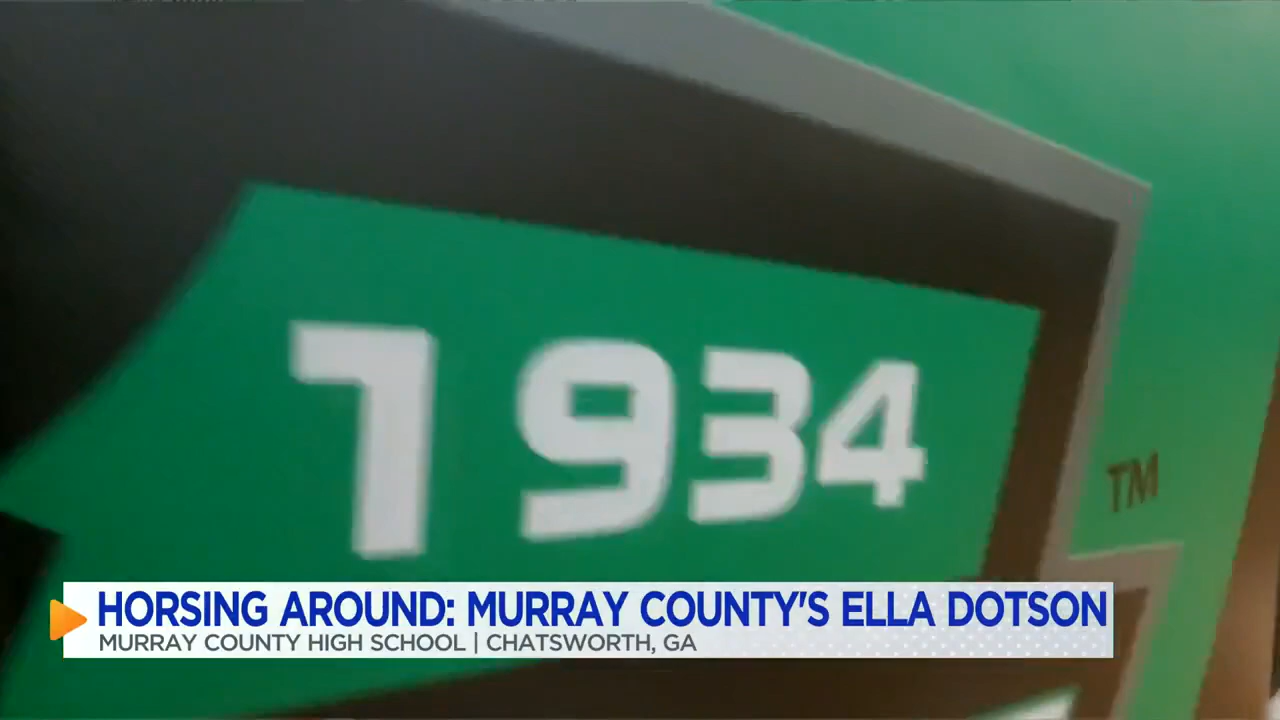 1934
TM
HORSING AROUND: MURRAY COUNTY'S ELLA DOTSON
MURRAY COUNTY HIGH SCHOOL | CHATSWORTH, GA